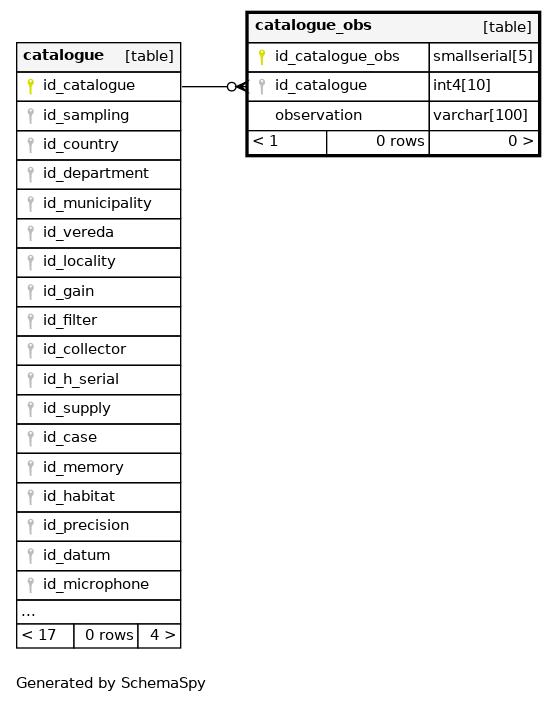 catalogue [table]
id_catalogue
id_sampling
id_country
id_department
id_municipality
id_vereda
id_locality
id_gain
id_filter
id_collector
id_h_serial
id_supply
id_case
id_memory
id_habitat
id_precision
id_datum
id_microphone
...
< 17 0 rows 4 >
catalogue_obs [table]
id_catalogue_obs smallserial[5]
id_catalogue int4[10]
observation varchar[100]
< 1 0 rows 0 >
Generated by SchemaSpy